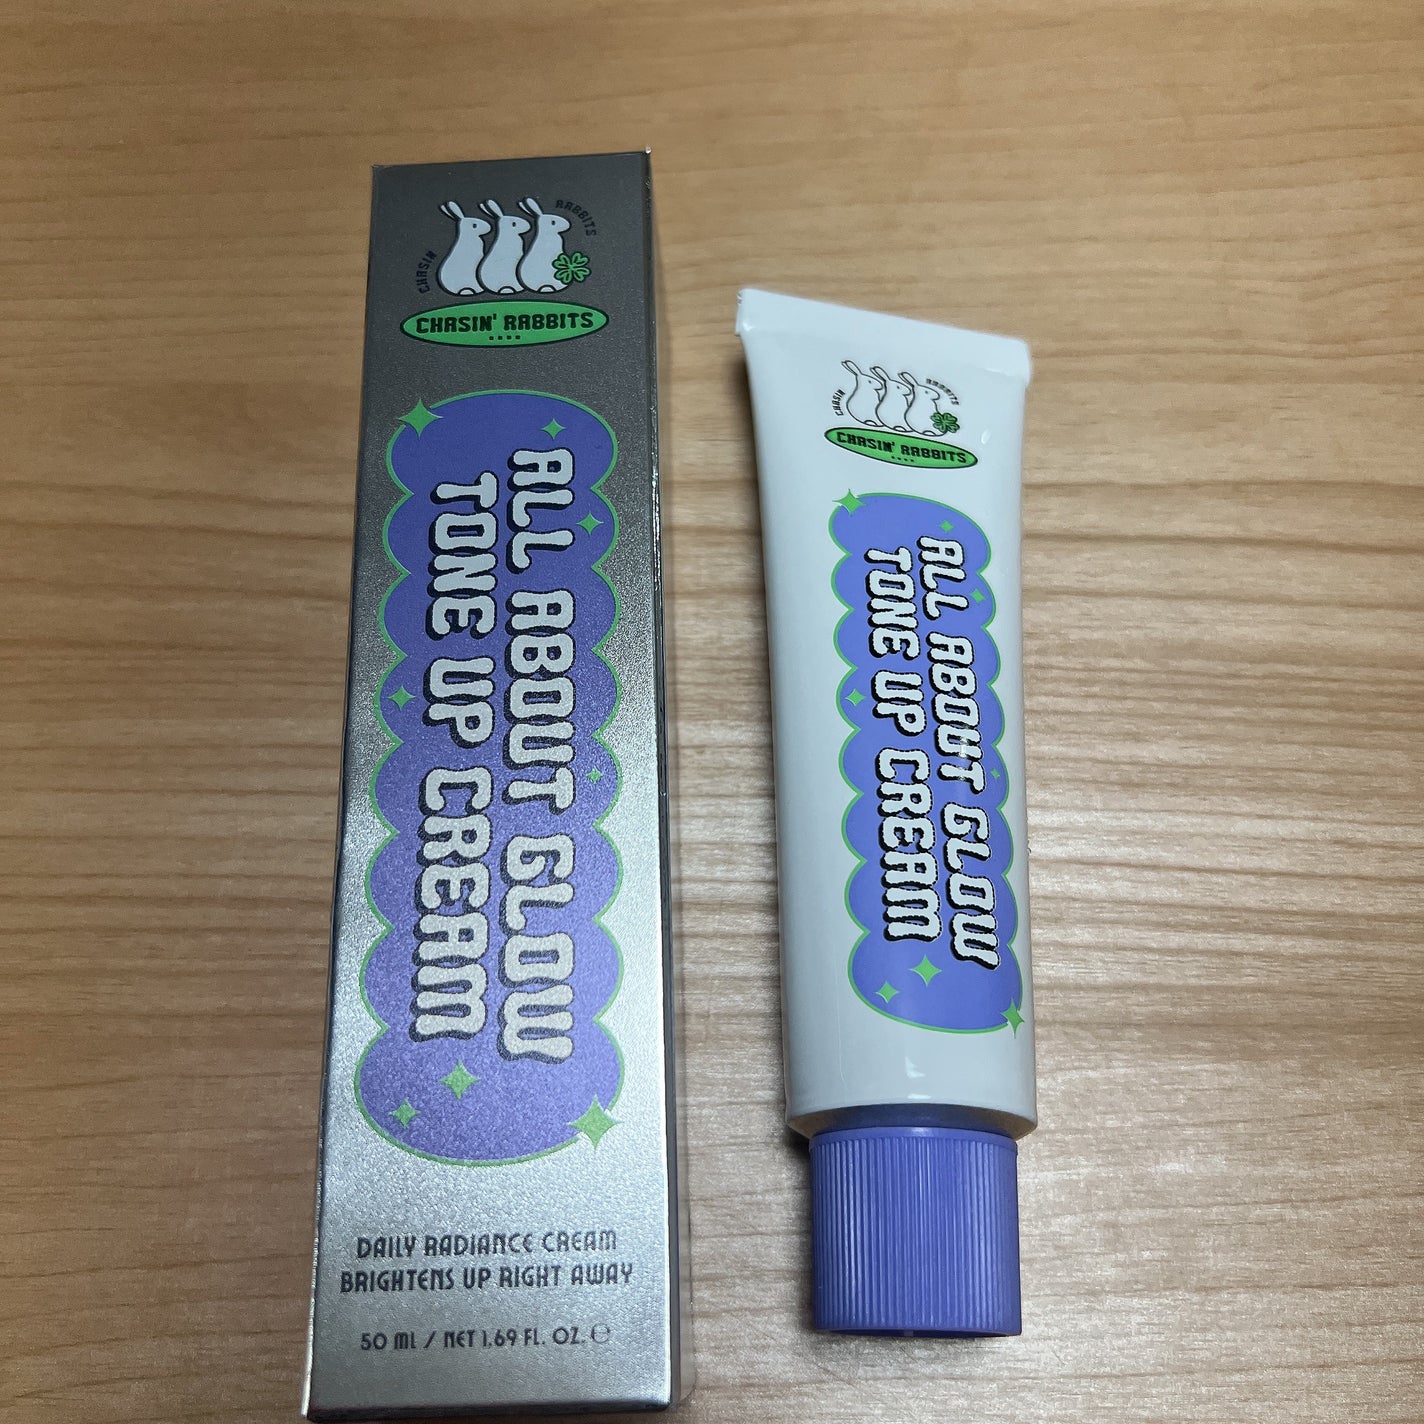 CHASIN RABBITS
CHASIN' RABBITS
ALL ABOUT GLOW
TONE UP CREAM
DAILY RADIANCE CREAM
BRIGHTENS UP RIGHT AWAY
50 ML / NET 1.69 FL. OZ. ℮
CHASIN RABBITS
CHASIN' RABBITS
ALL ABOUT GLOW
TONE UP CREAM